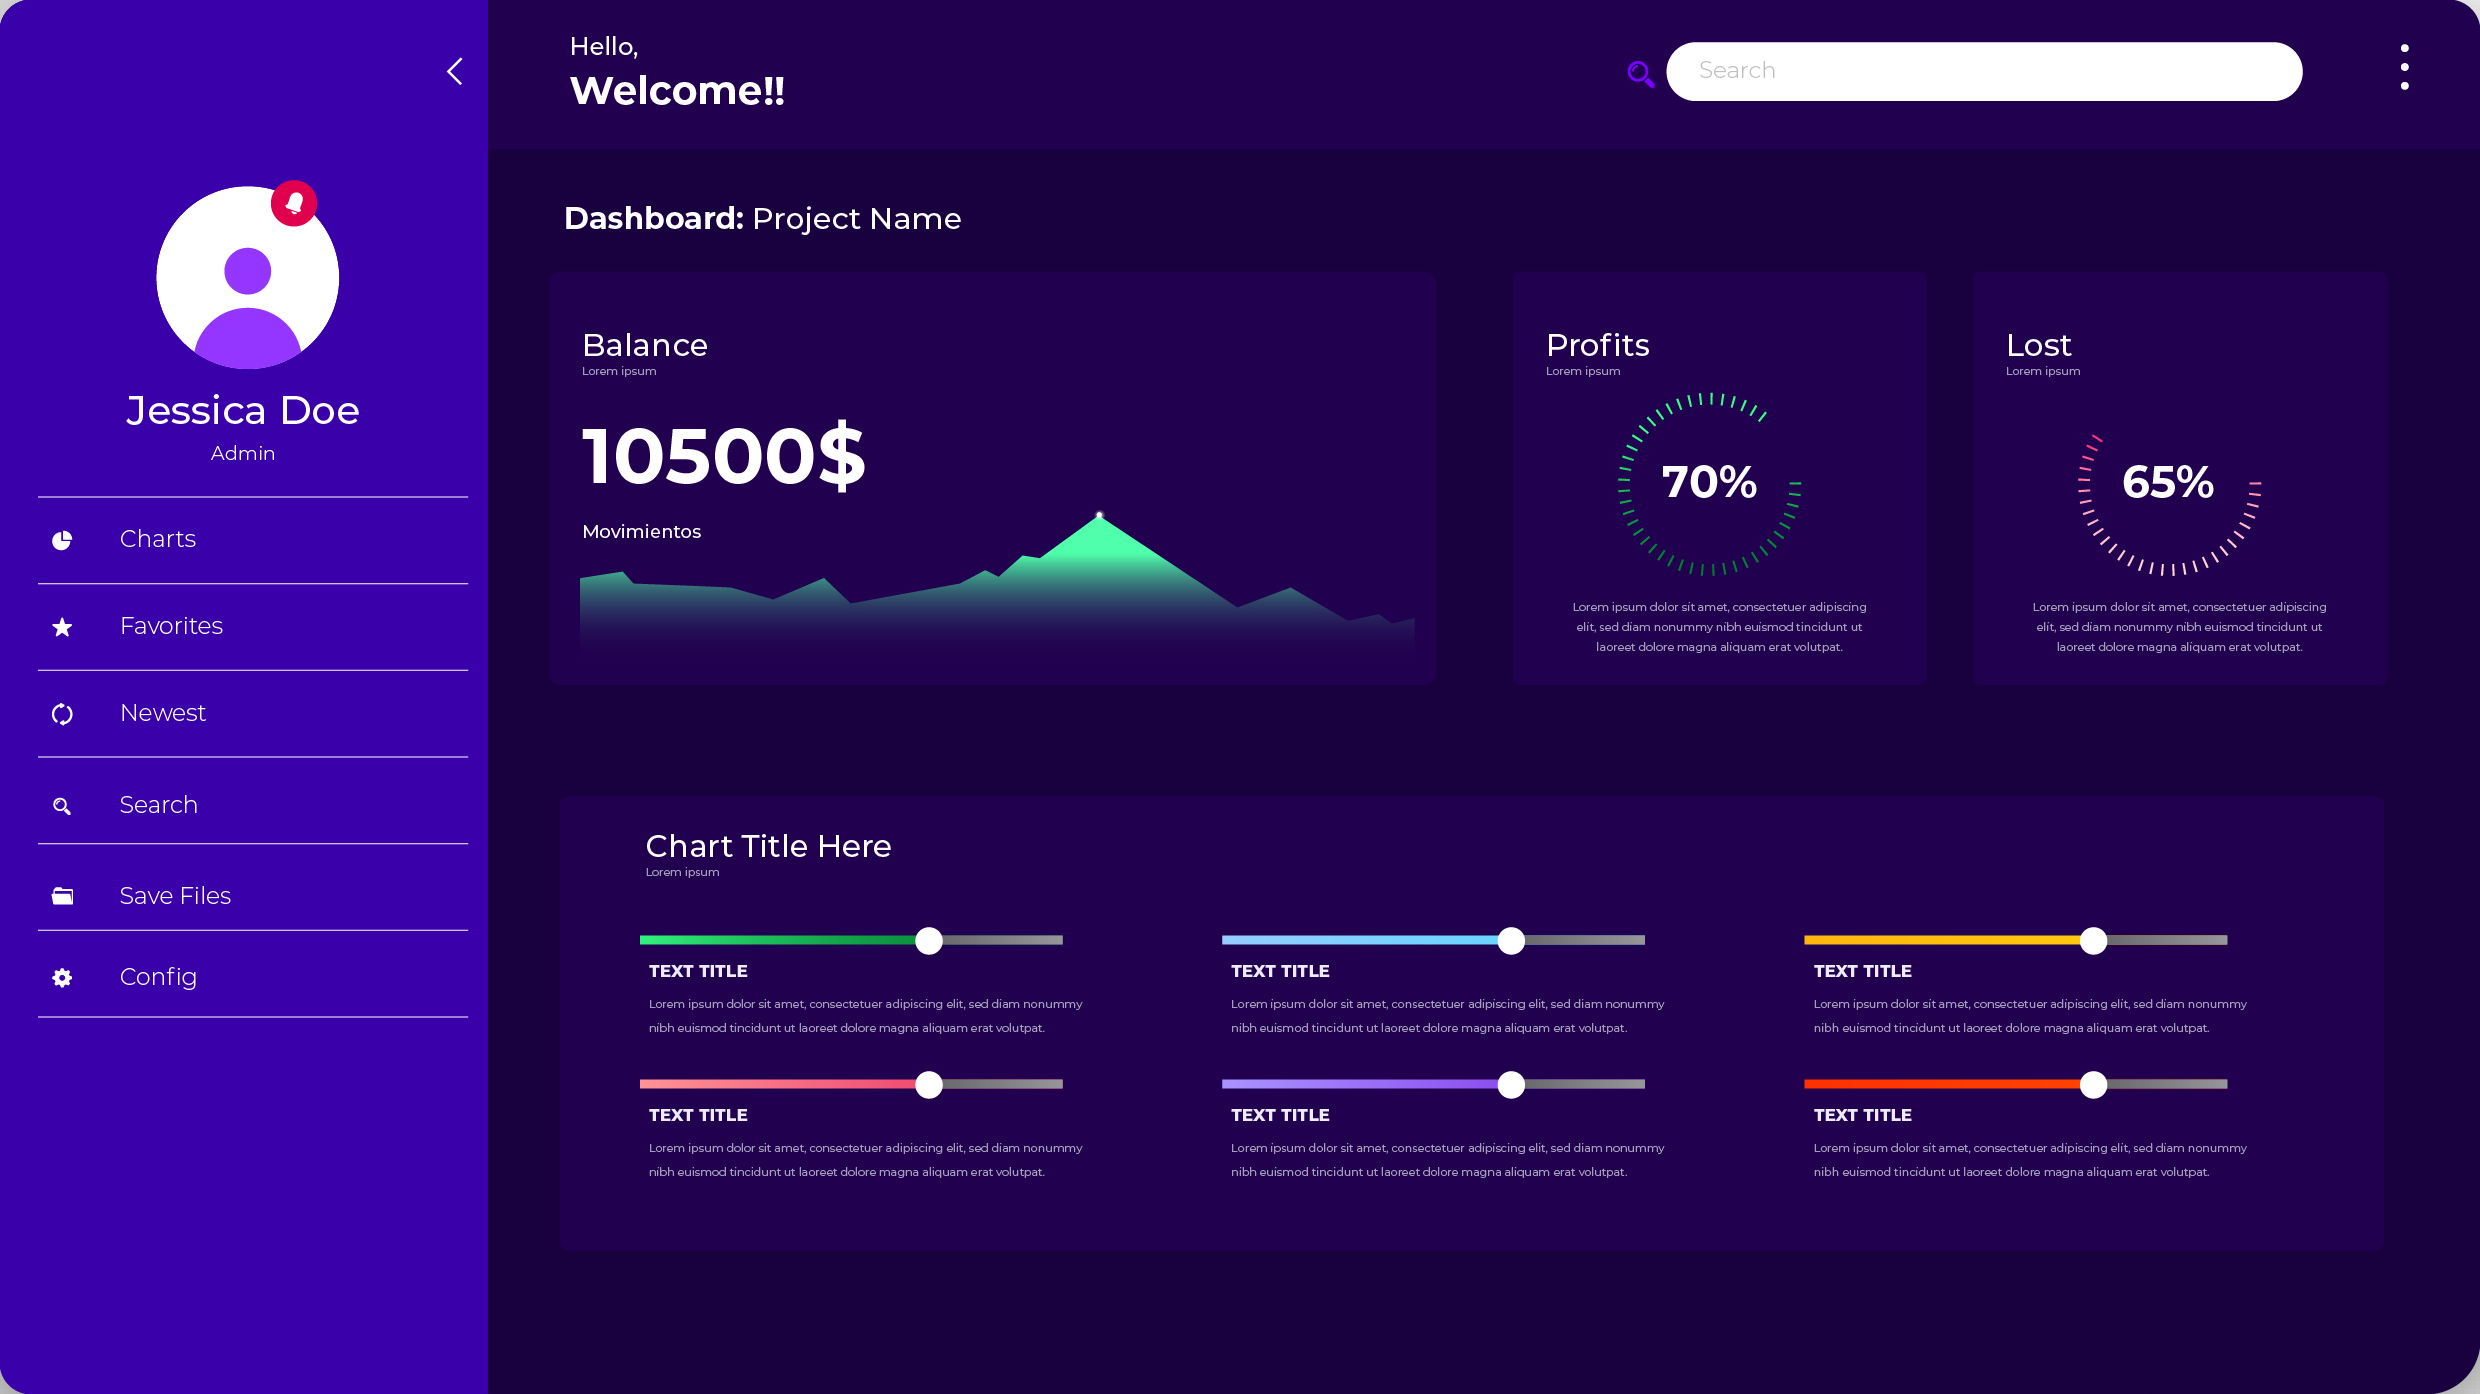 Hello,
Welcome!!
Search
Jessica Doe
Admin
Charts
Favorites
Newest
Search
Save Files
Config
Dashboard: Project Name
Balance
Lorem ipsum
10500$
Movimientos
Profits
Lorem ipsum
70%
Lorem ipsum dolor sit amet, consectetuer adipiscing
elit, sed diam nonummy nibh euismod tincidunt ut
laoreet dolore magna aliquam erat volutpat.
Lost
Lorem ipsum
65%
Lorem ipsum dolor sit amet, consectetuer adipiscing
elit, sed diam nonummy nibh euismod tincidunt ut
laoreet dolore magna aliquam erat volutpat.
Chart Title Here
Lorem ipsum
TEXT TITLE
Lorem ipsum dolor sit amet, consectetuer adipiscing elit, sed diam nonummy
nibh euismod tincidunt ut laoreet dolore magna aliquam erat volutpat.
TEXT TITLE
Lorem ipsum dolor sit amet, consectetuer adipiscing elit, sed diam nonummy
nibh euismod tincidunt ut laoreet dolore magna aliquam erat volutpat.
TEXT TITLE
Lorem ipsum dolor sit amet, consectetuer adipiscing elit, sed diam nonummy
nibh euismod tincidunt ut laoreet dolore magna aliquam erat volutpat.
TEXT TITLE
Lorem ipsum dolor sit amet, consectetuer adipiscing elit, sed diam nonummy
nibh euismod tincidunt ut laoreet dolore magna aliquam erat volutpat.
TEXT TITLE
Lorem ipsum dolor sit amet, consectetuer adipiscing elit, sed diam nonummy
nibh euismod tincidunt ut laoreet dolore magna aliquam erat volutpat.
TEXT TITLE
Lorem ipsum dolor sit amet, consectetuer adipiscing elit, sed diam nonummy
nibh euismod tincidunt ut laoreet dolore magna aliquam erat volutpat.